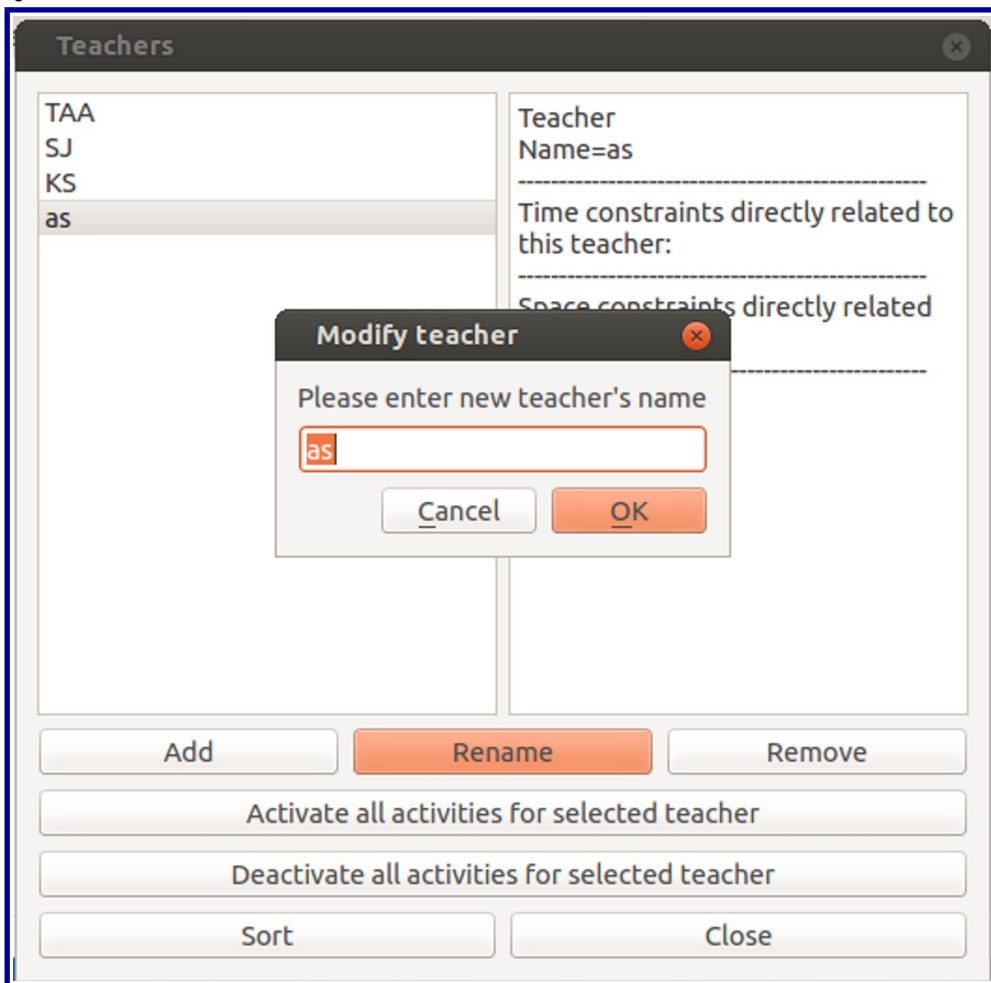 Teachers
TAA
SJ
KS
as
Teacher
Name=as
--------------------------------------------------
Time constraints directly related to
this teacher:
--------------------------------------------------
Space constraints directly related
--------------------------------------------------
Modify teacher
Please enter new teacher's name
as
Cancel
OK
Add
Rename
Remove
Activate all activities for selected teacher
Deactivate all activities for selected teacher
Sort
Close